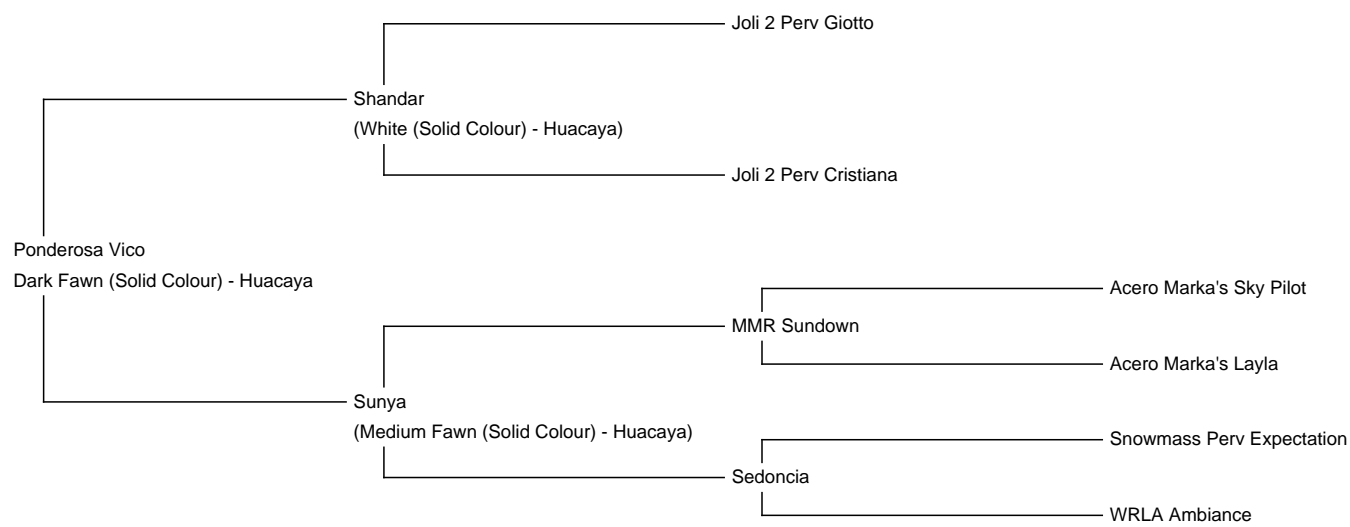 Joli 2 Perv Giotto
Shandar
(White (Solid Colour) - Huacaya)
Joli 2 Perv Cristiana
Ponderosa Vico
Dark Fawn (Solid Colour) - Huacaya
Acero Marka's Sky Pilot
MMR Sundown
Acero Marka's Layla
Sunya
(Medium Fawn (Solid Colour) - Huacaya)
Snowmass Perv Expectation
Sedoncia
WRLA Ambiance